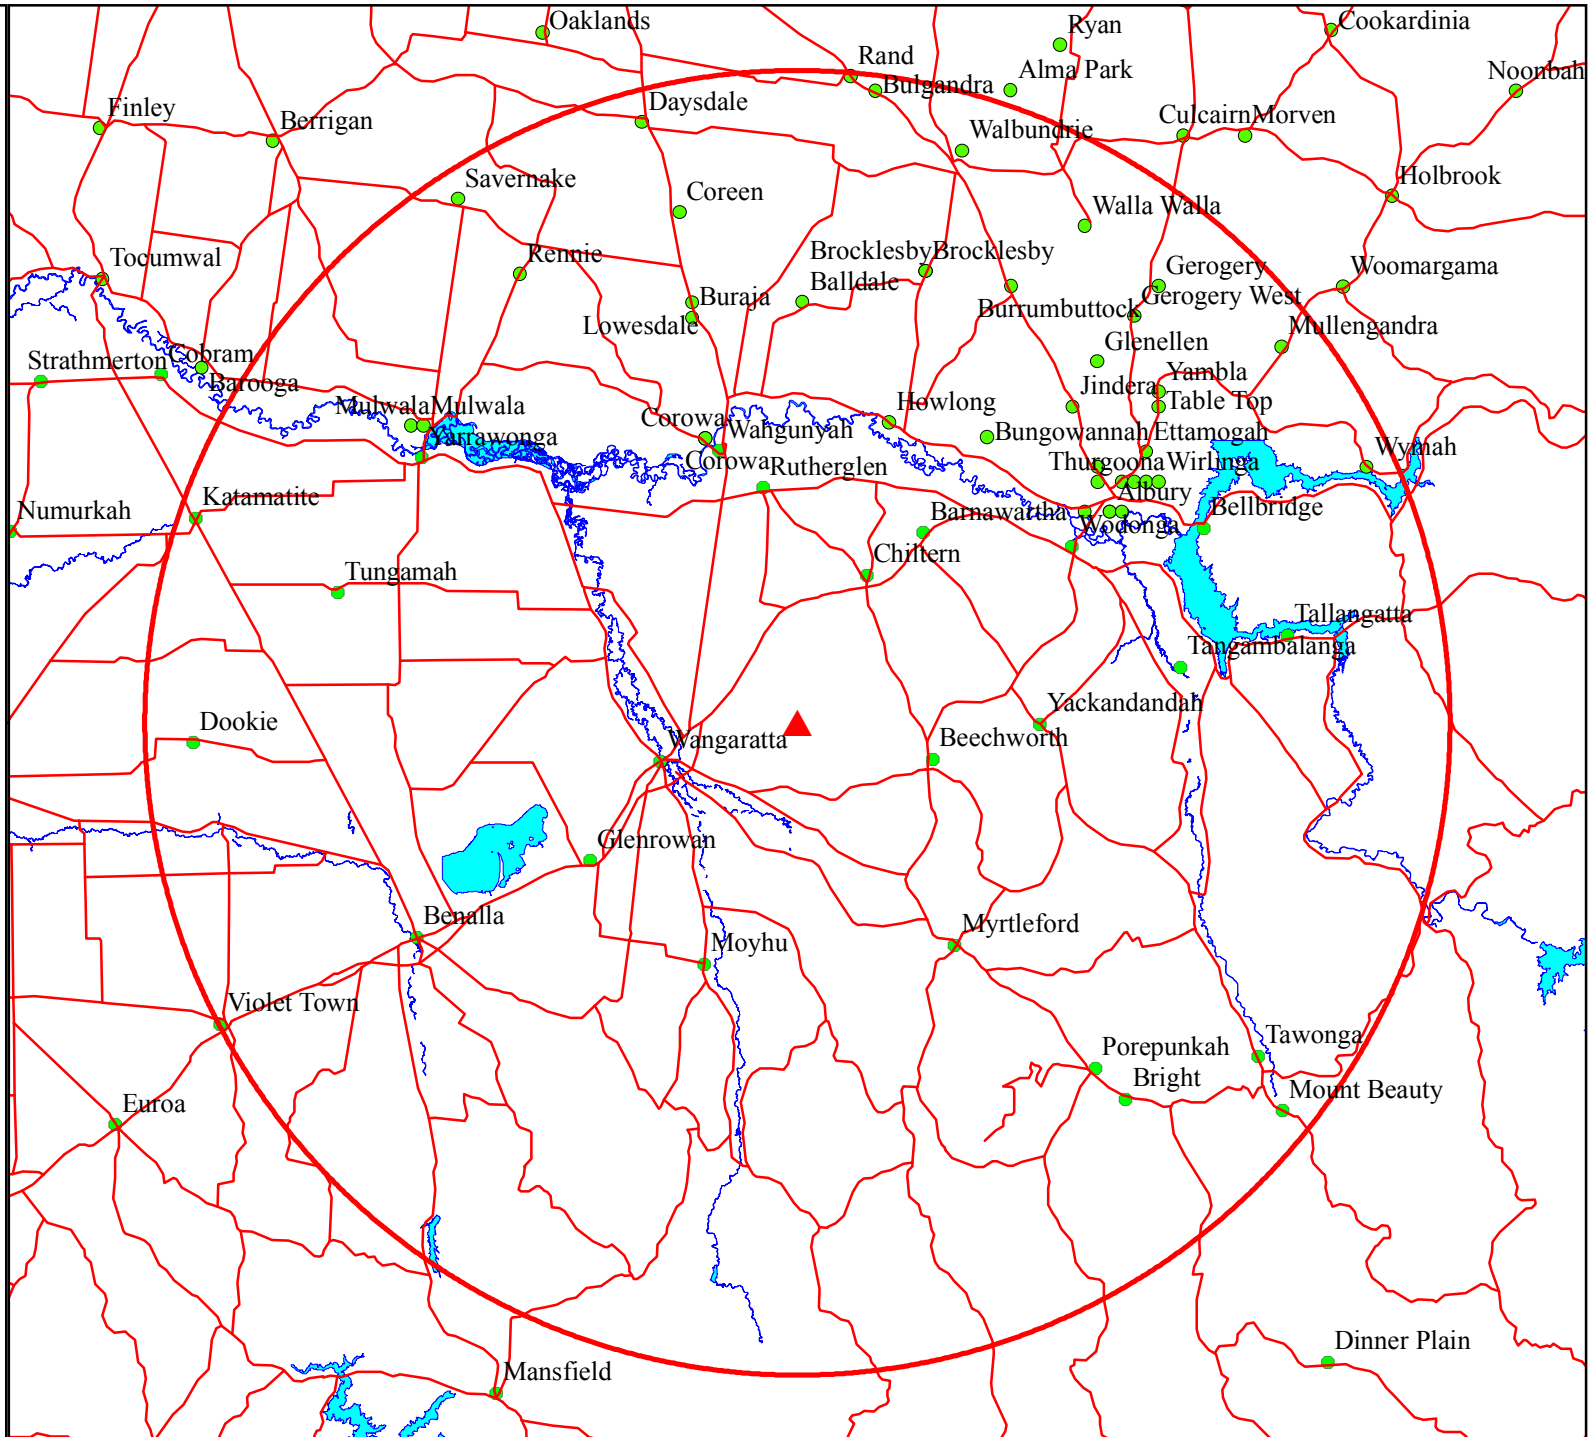 Oaklands
Ryan
Cookardinia
Rand
Alma Park
Noonbah
Bulgandra
Finley
Daysdale
Berrigan
Culcairn Morven
Walbundrie
Savernake
Holbrook
Coreen
Walla Walla
Tocumwal
Rennie
Brocklesby Brocklesby
Gerogery
Woomargama
Balldale
Buraja
Burrumbuttock
Gerogery West
Lowesdale
Mullengandra
Glenellen
Strathmerton
Cobram
Barooga
Yambla
Jindera
Table Top
Mulwala Mulwala
Howlong
Corowa
Wahgunyah
Yarrawonga
Bungowannah
Ettamogah
Wymah
Corowa
Rutherglen
Thurgoona
Wirlinga
Katamatite
Albury
Numurkah
Barnawartha
Bellbridge
Wodonga
Chiltern
Tungamah
Tallangatta
Tangambalanga
Yackandandah
Dookie
Wangaratta
Beechworth
Glenrowan
Benalla
Myrtleford
Moyhu
Violet Town
Tawonga
Porepunkah
Bright
Mount Beauty
Euroa
Dinner Plain
Mansfield